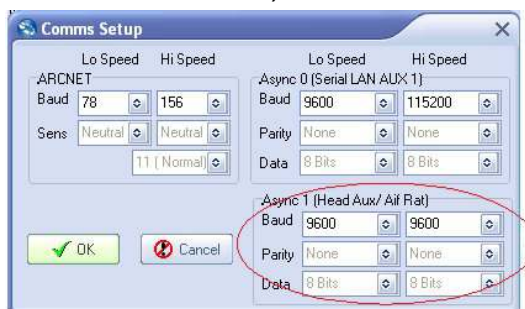 Comms Setup
Lo Speed Hi Speed
ARCNET
Baud 78 156
Sens Neutral Neutral
11 ( Normal)
Lo Speed Hi Speed
Async 0 (Serial LAN AUX 1)
Baud 9600 115200
Parity None None
Data 8 Bits 8 Bits
Async 1 (Head Aux/ Aif Rat)
Baud 9600 9600
Parity None None
Data 8 Bits 8 Bits
OK Cancel